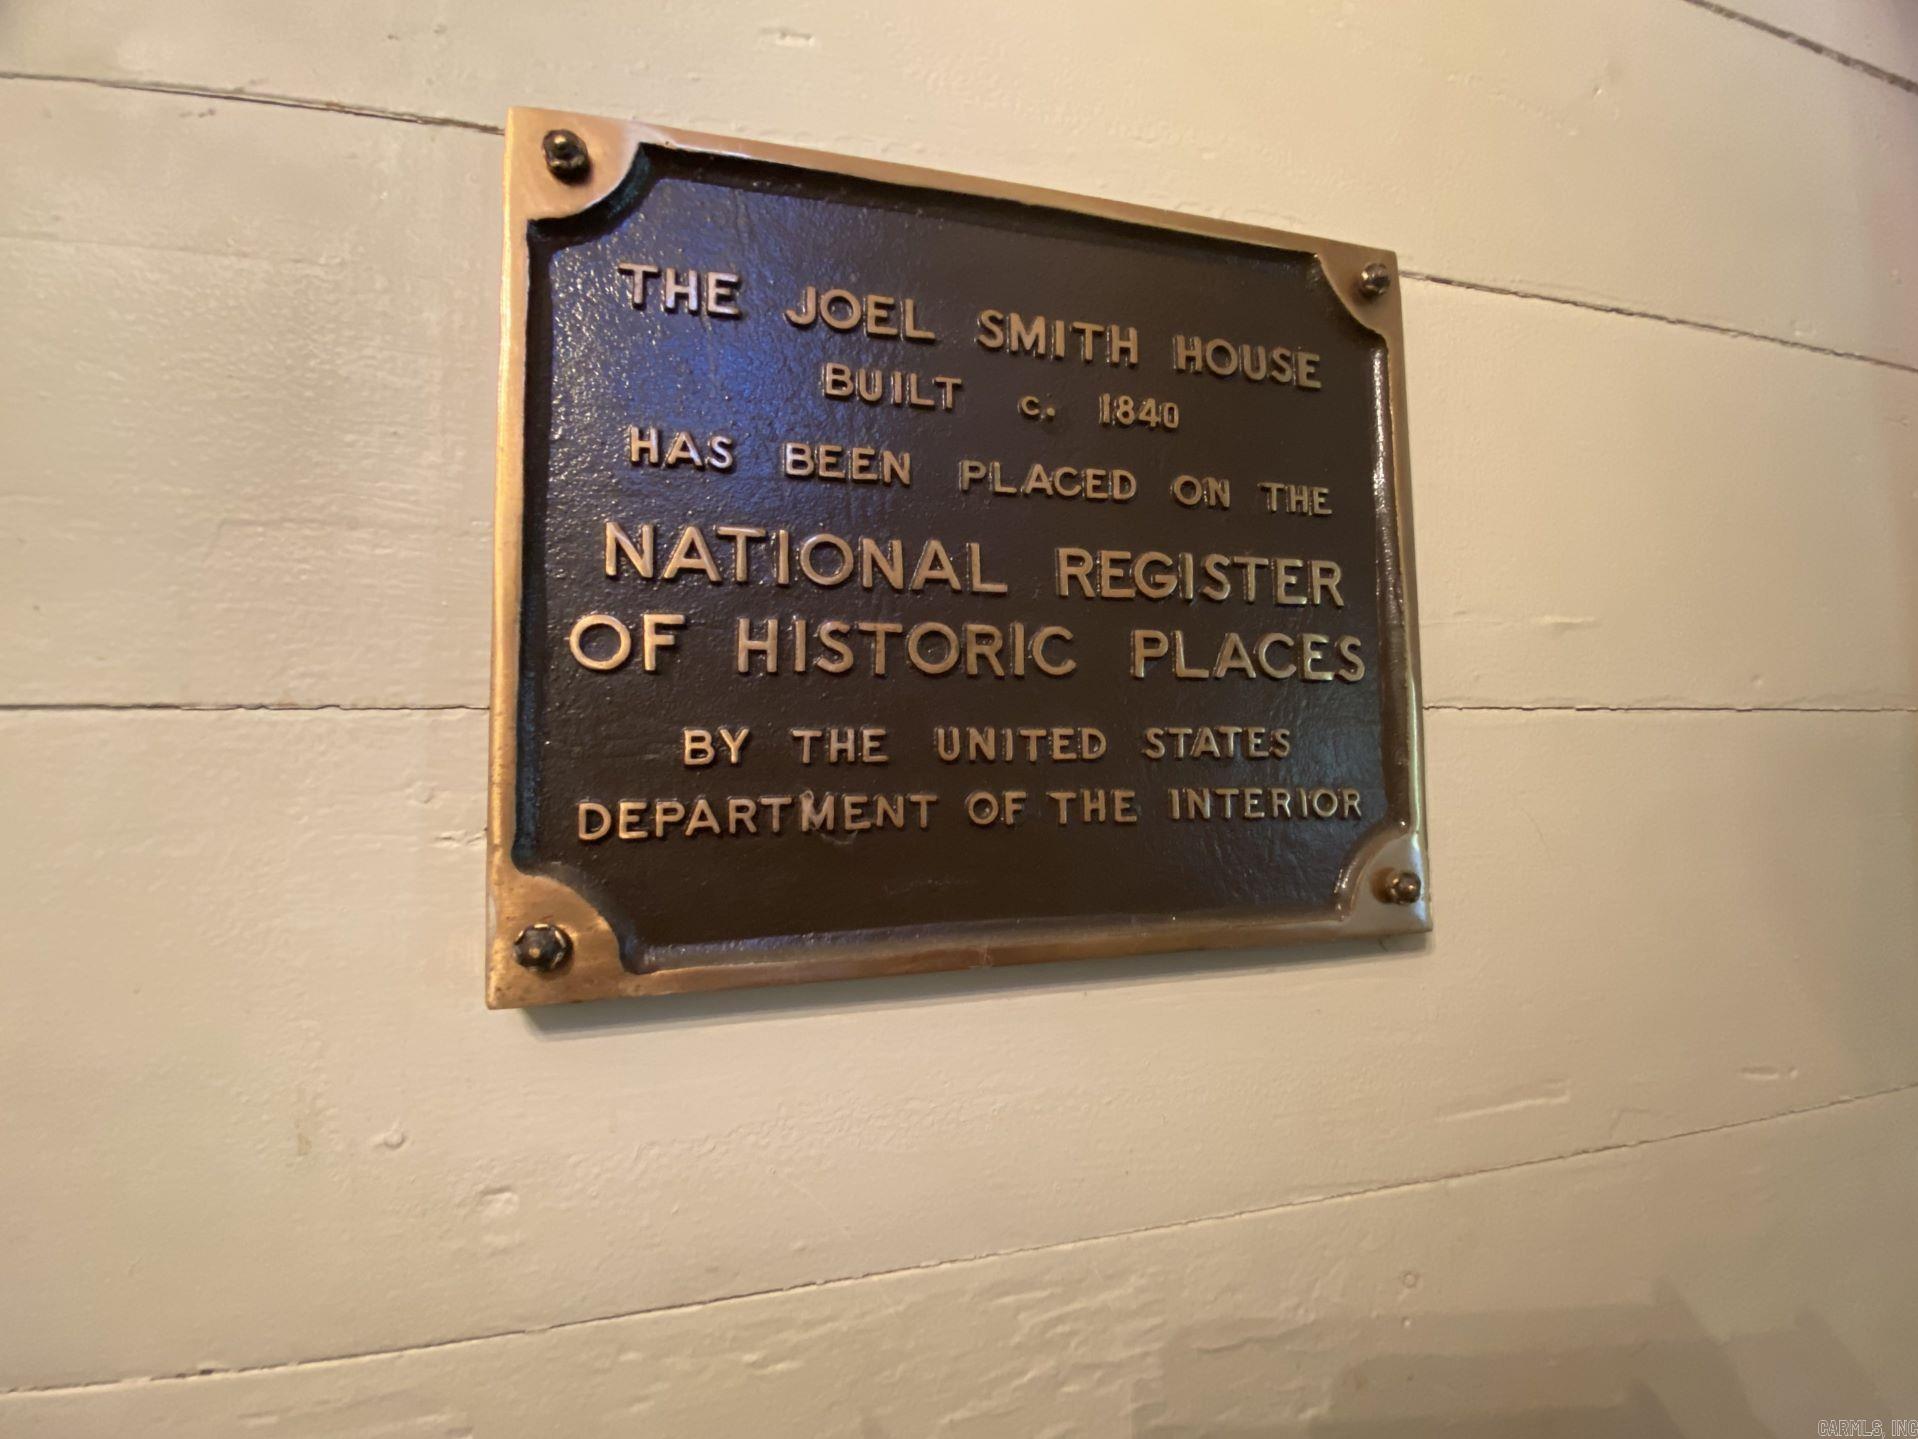 THE JOEL SMITH HOUSE
BUILT c. 1840
HAS BEEN PLACED ON THE
NATIONAL REGISTER
OF HISTORIC PLACES
BY THE UNITED STATES
DEPARTMENT OF THE INTERIOR
CARMLS, INC